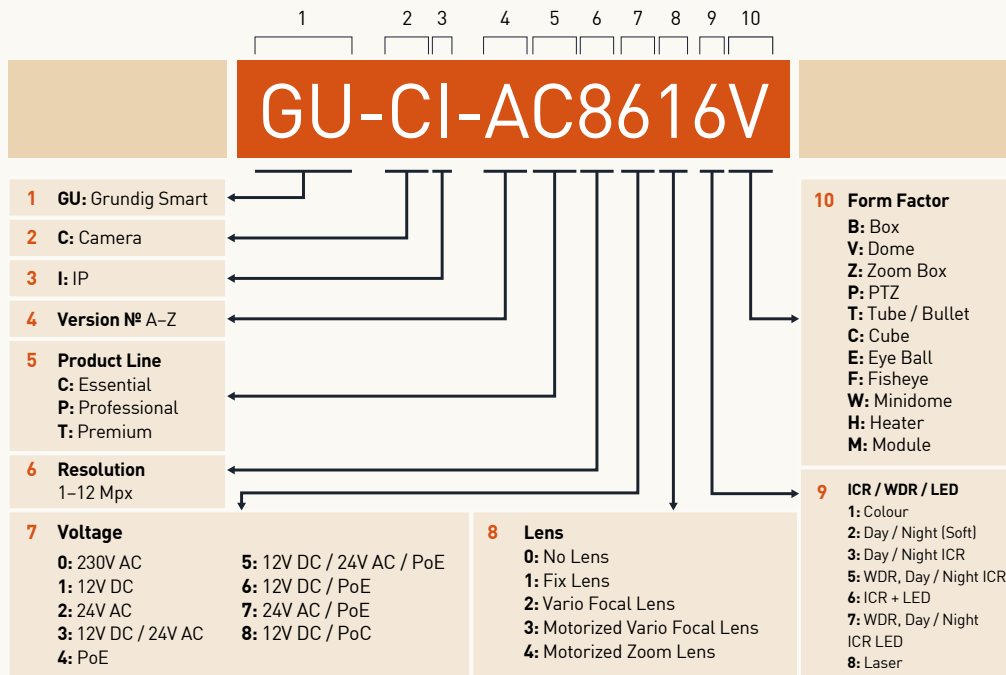 1 2 3 4 5 6 7 8 9 10
GU-CI-AC8616V
1 GU: Grundig Smart
2 C: Camera
3 I: IP
4 Version Nº A–Z
5 Product Line
C: Essential
P: Professional
T: Premium
6 Resolution
1–12 Mpx
7 Voltage
0: 230V AC
1: 12V DC
2: 24V AC
3: 12V DC / 24V AC
4: PoE
5: 12V DC / 24V AC / PoE
6: 12V DC / PoE
7: 24V AC / PoE
8: 12V DC / PoC
8 Lens
0: No Lens
1: Fix Lens
2: Vario Focal Lens
3: Motorized Vario Focal Lens
4: Motorized Zoom Lens
10 Form Factor
B: Box
V: Dome
Z: Zoom Box
P: PTZ
T: Tube / Bullet
C: Cube
E: Eye Ball
F: Fisheye
W: Minidome
H: Heater
M: Module
9 ICR / WDR / LED
1: Colour
2: Day / Night (Soft)
3: Day / Night ICR
5: WDR, Day / Night ICR
6: ICR + LED
7: WDR, Day / Night
ICR LED
8: Laser